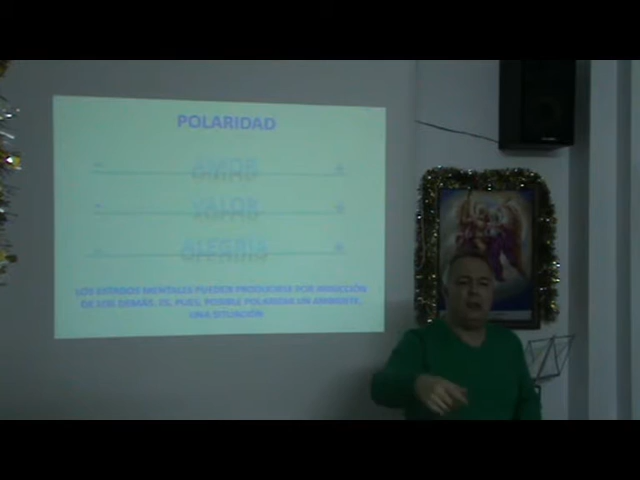 POLARIDAD
- AMOR +
- VALOR +
- ALEGRIA +
LOS ESTADOS MENTALES PUEDEN PRODUCIRSE POR INDUCCIÓN
DE LOS DEMÁS. ES, PUES, POSIBLE POLARIZAR UN AMBIENTE,
UNA SITUACIÓN